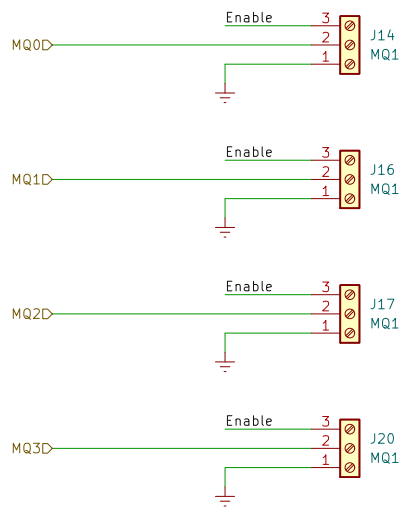 Enable 3 J14
MQ0 2 MQ1
1
Enable 3 J16
MQ1 2 MQ1
1
Enable 3 J17
MQ2 2 MQ1
1
Enable 3 J20
MQ3 2 MQ1
1